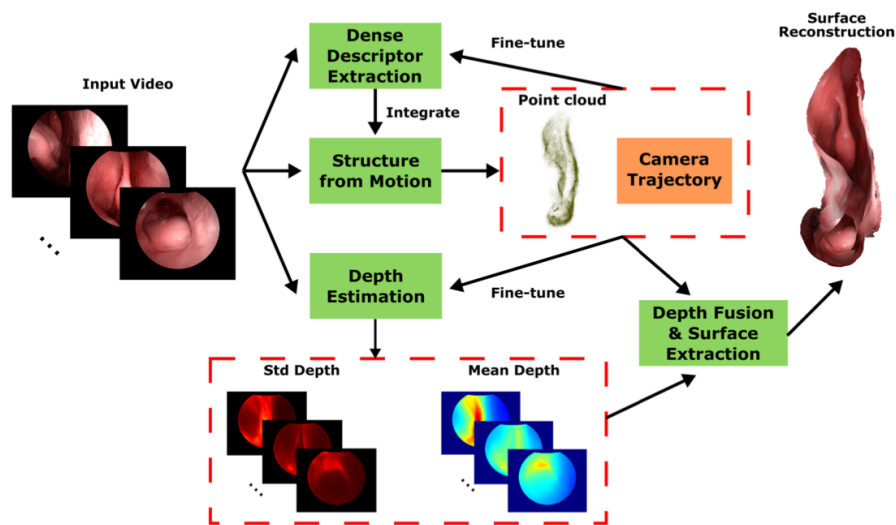 Surface
Reconstruction
Dense
Descriptor
Extraction
Fine-tune
Input Video
Integrate
Point cloud
Structure
from Motion
Camera
Trajectory
Depth
Estimation
Fine-tune
Depth Fusion
& Surface
Extraction
Std Depth
Mean Depth